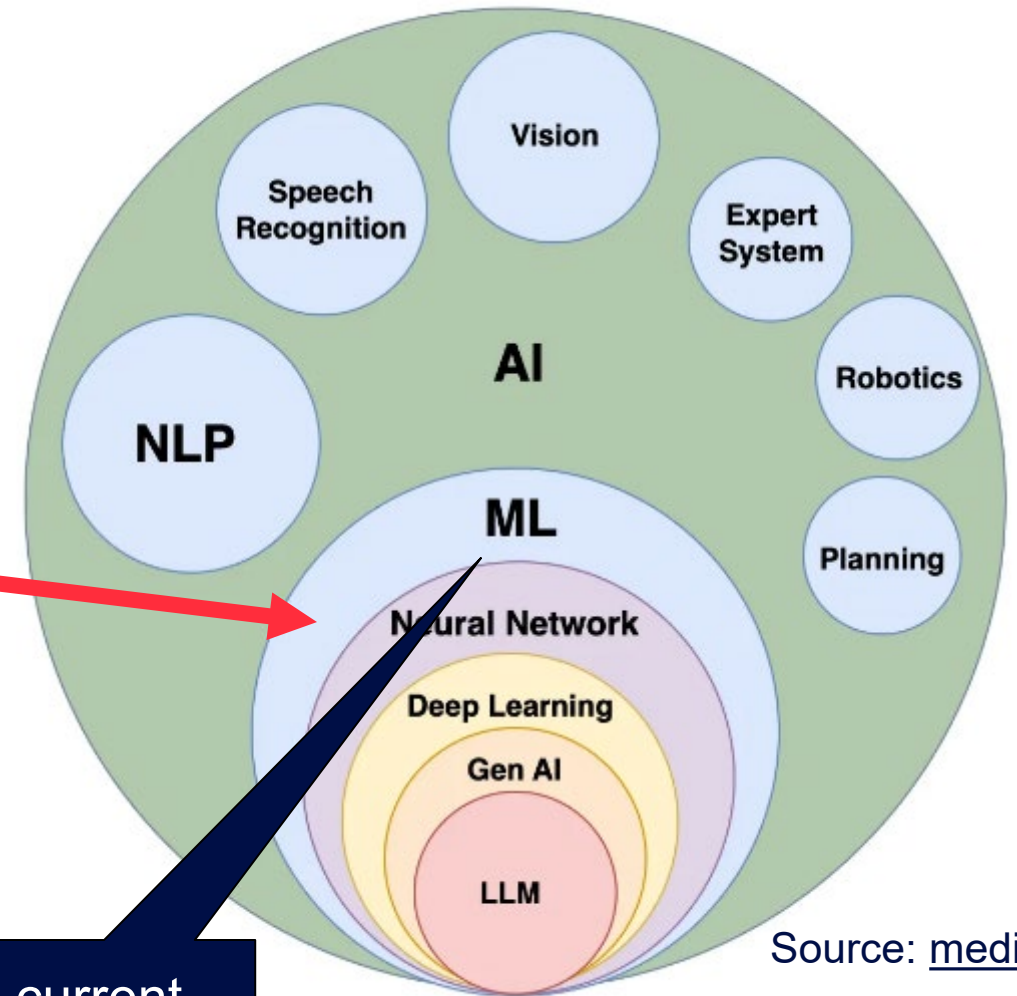 Vision
Speech
Recognition
Expert
System
AI
Robotics
NLP
ML
Planning
Neural Network
Deep Learning
Gen AI
LLM
Source: medi
current